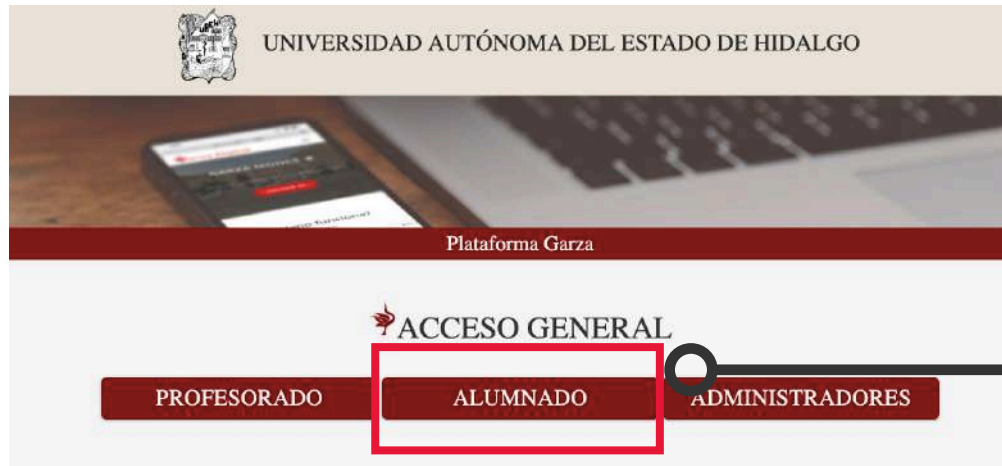 UNIVERSIDAD AUTÓNOMA DEL ESTADO DE HIDALGO
Plataforma Garza
ACCESO GENERAL
PROFESORADO
ALUMNADO
ADMINISTRADORES